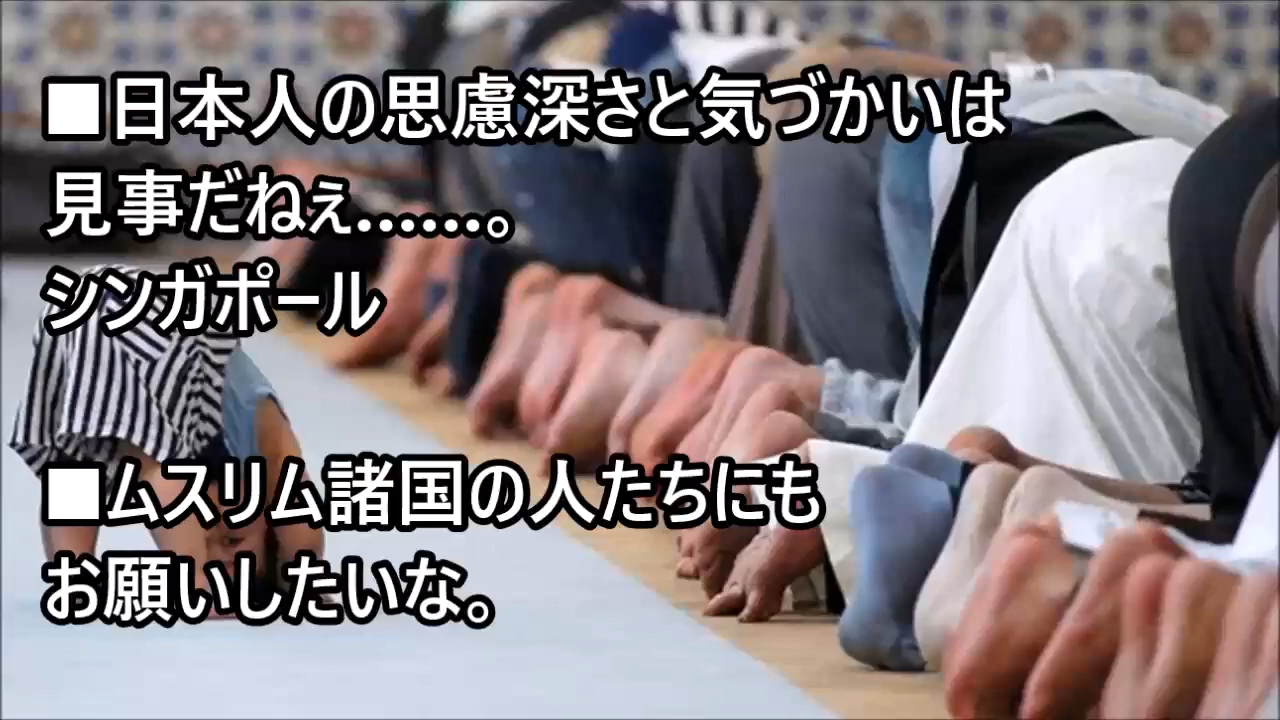 ■日本人の思慮深さと気づかいは
見事だねぇ......。
シンガポール
■ムスリム諸国の人たちにも
お願いしたいな。